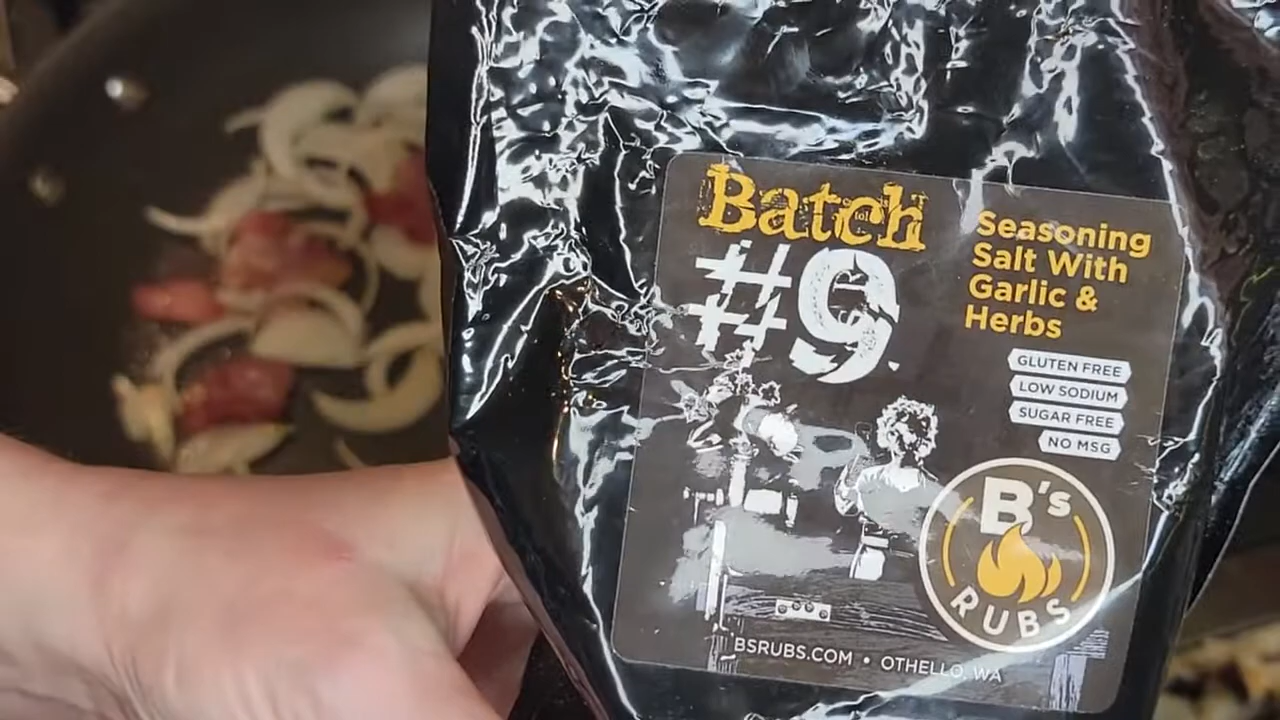 Batch
#9.
Seasoning
Salt With
Garlic &
Herbs
GLUTEN FREE
LOW SODIUM
SUGAR FREE
NO MSG
B's
RUBS
BSRUBS.COM • OTHELLO, WA